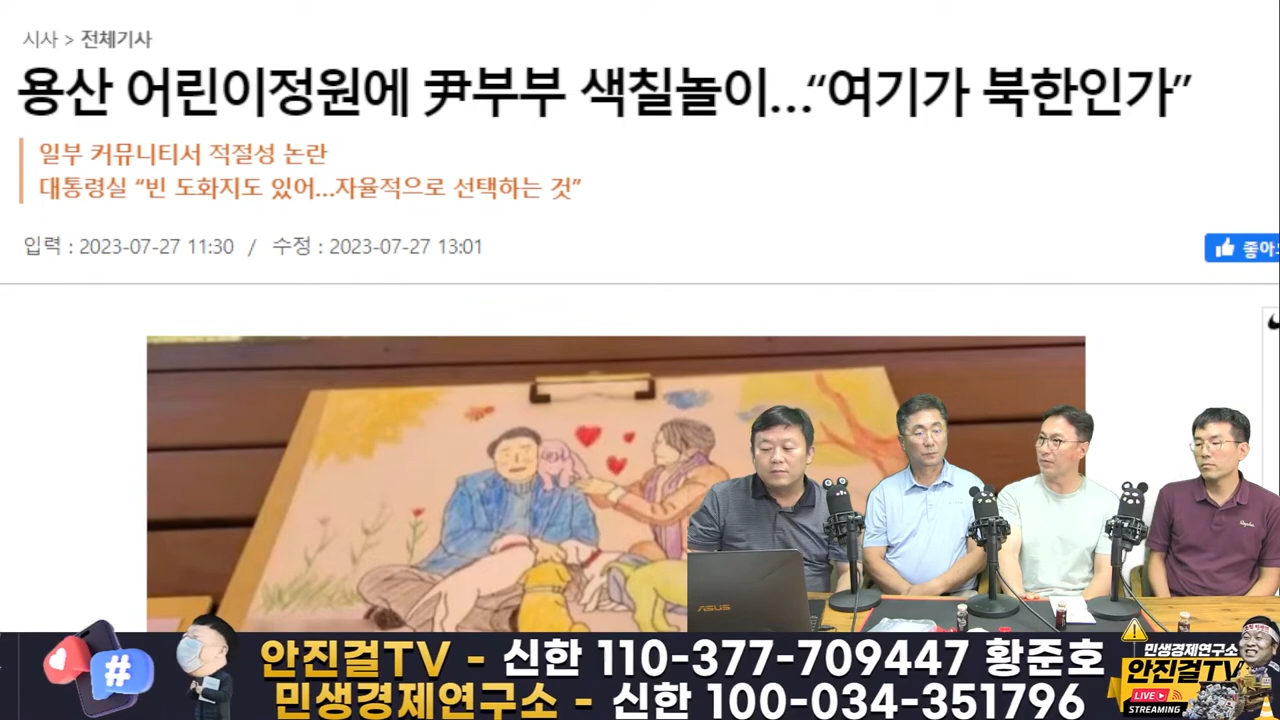 시사 > 전체기사
용산 어린이정원에 尹부부 색칠놀이…“여기가 북한인가”
일부 커뮤니티서 적절성 논란
대통령실 “빈 도화지도 있어…자율적으로 선택하는 것”
입력 : 2023-07-27 11:30 / 수정 : 2023-07-27 13:01
좋아
ASUS
#
안진걸TV - 신한 110-377-709447 황준호
민생경제연구소 - 신한 100-034-351796
민생경제연구소
안진걸TV
LIVE
STREAMING